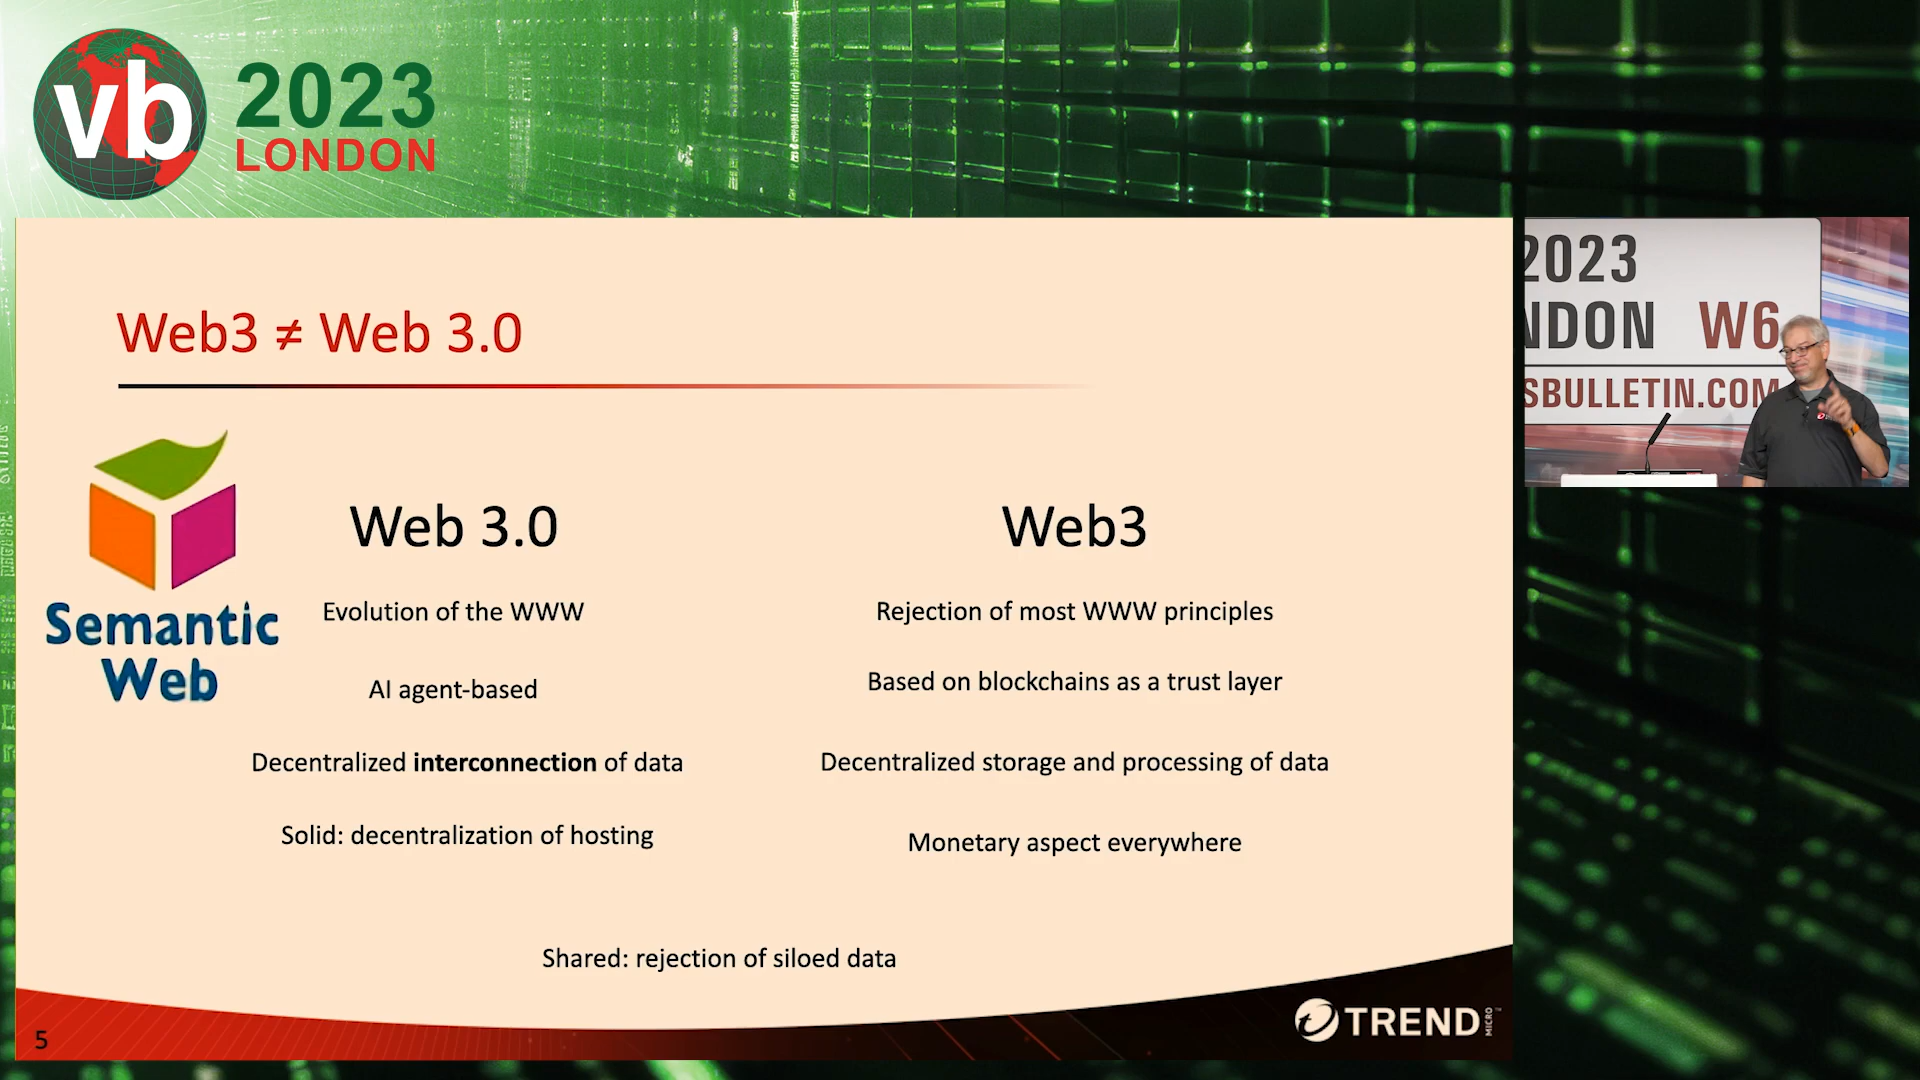 vb
2023
LONDON
Web3 ≠ Web 3.0
Semantic
Web
Web 3.0
Evolution of the WWW
AI agent-based
Decentralized interconnection of data
Solid: decentralization of hosting
Web3
Rejection of most WWW principles
Based on blockchains as a trust layer
Decentralized storage and processing of data
Monetary aspect everywhere
Shared: rejection of siloed data
5
TREND
MICRO
2023
NDON W6
SBULLETIN.COM